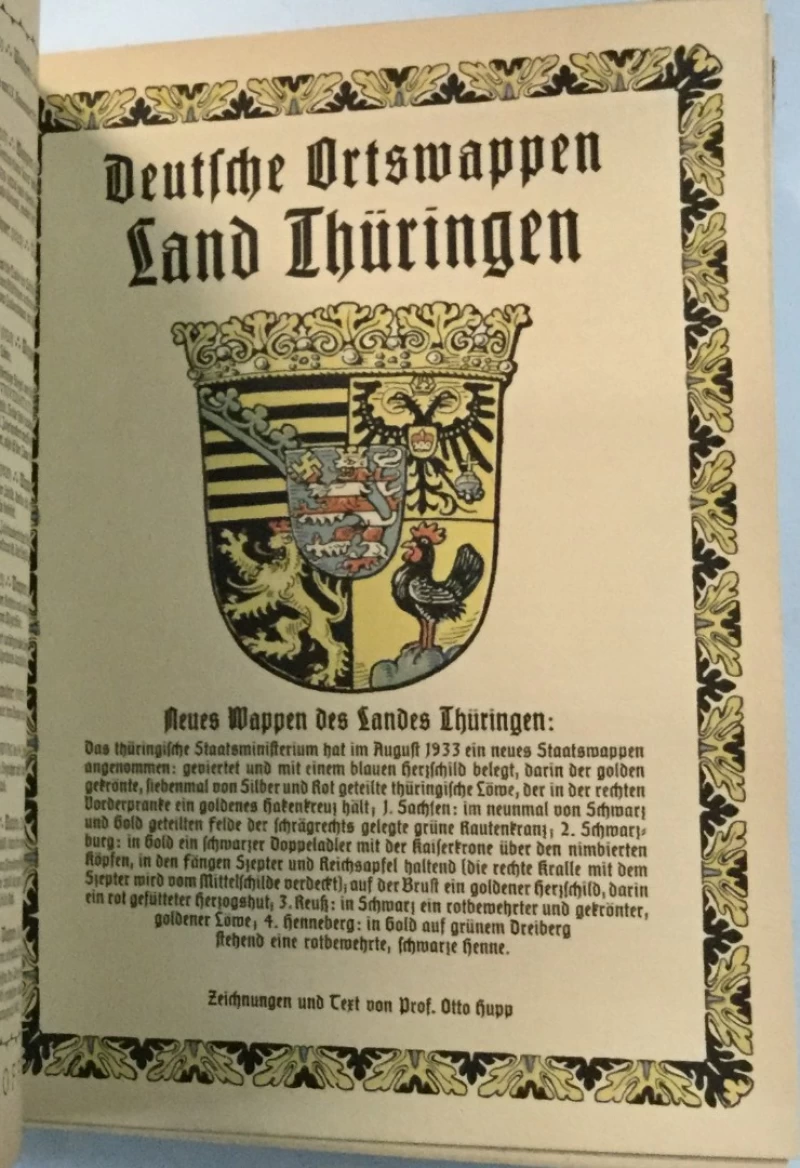 Deutsche Ortswappen
Land Thüringen
Neues Wappen des Landes Thüringen:
Das thüringische Staatsministerium hat im August 1933 ein neues Staatswappen
angenommen: geviertet und mit einem blauen Herzschild belegt, darin der golden
gekrönte, siebenmal von Silber und Rot geteilte thüringische Löwe, der in der rechten
Vorderpranke ein goldenes Hakenkreuz hält; 1. Sachsen: im neunmal von Schwarz
und Gold geteilten Felde der schrägrechts gelegte grüne Rautenkranz; 2. Schwarz-
burg: in Gold ein schwarzer Doppeladler mit der Kaiserkrone über den nimbierten
Köpfen, in den Fängen Szepter und Reichsapfel haltend (die rechte Kralle mit dem
Szepter wird vom Mittelschilde verdeckt); auf der Brust ein goldener Herzschild, darin
ein rot gefütterter Herzogshut; 3. Reuß: in Schwarz ein rotbewehrter und gekrönter,
goldener Löwe; 4. Henneberg: in Gold auf grünem Dreiberg
stehend eine rotbewehrte, schwarze Henne.
Zeichnungen und Text von Prof. Otto Hupp